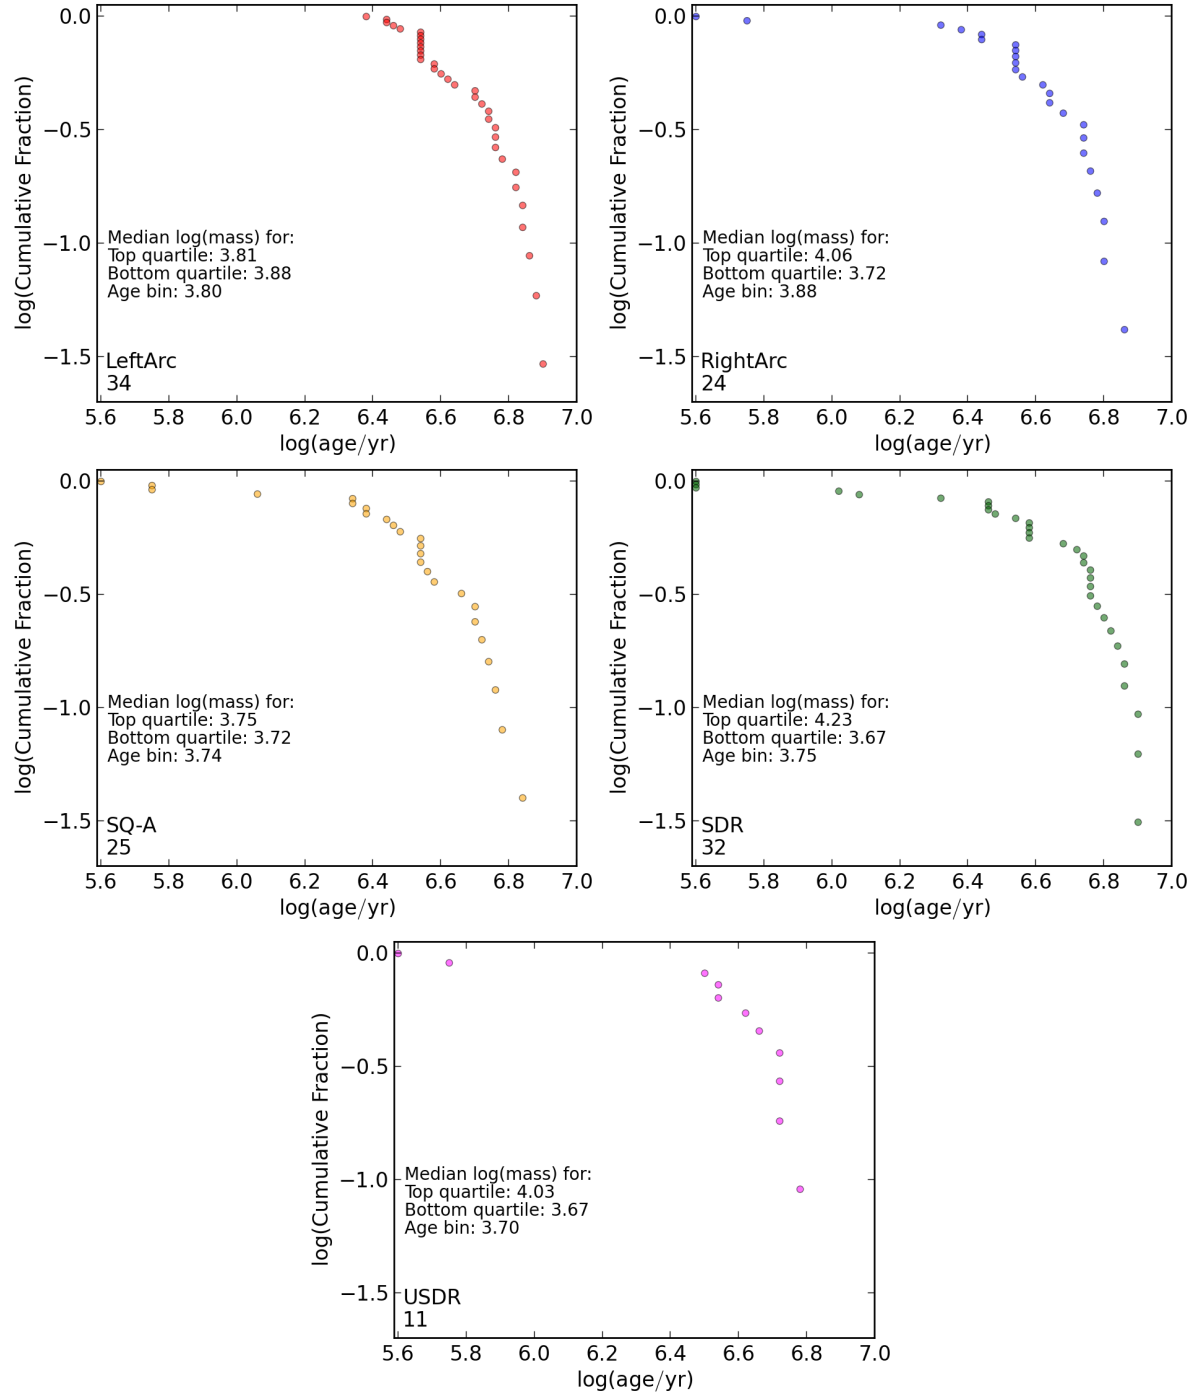 0.0
−0.5
−1.0
−1.5
log(Cumulative Fraction)
Median log(mass) for:
Top quartile: 3.81
Bottom quartile: 3.88
Age bin: 3.80
LeftArc
34
5.6 5.8 6.0 6.2 6.4 6.6 6.8 7.0
log(age/yr)
0.0
−0.5
−1.0
−1.5
log(Cumulative Fraction)
Median log(mass) for:
Top quartile: 4.06
Bottom quartile: 3.72
Age bin: 3.88
RightArc
24
5.6 5.8 6.0 6.2 6.4 6.6 6.8 7.0
log(age/yr)
0.0
−0.5
−1.0
−1.5
log(Cumulative Fraction)
Median log(mass) for:
Top quartile: 3.75
Bottom quartile: 3.72
Age bin: 3.74
SQ-A
25
5.6 5.8 6.0 6.2 6.4 6.6 6.8 7.0
log(age/yr)
0.0
−0.5
−1.0
−1.5
log(Cumulative Fraction)
Median log(mass) for:
Top quartile: 4.23
Bottom quartile: 3.67
Age bin: 3.75
SDR
32
5.6 5.8 6.0 6.2 6.4 6.6 6.8 7.0
log(age/yr)
0.0
−0.5
−1.0
−1.5
log(Cumulative Fraction)
Median log(mass) for:
Top quartile: 4.03
Bottom quartile: 3.67
Age bin: 3.70
USDR
11
5.6 5.8 6.0 6.2 6.4 6.6 6.8 7.0
log(age/yr)